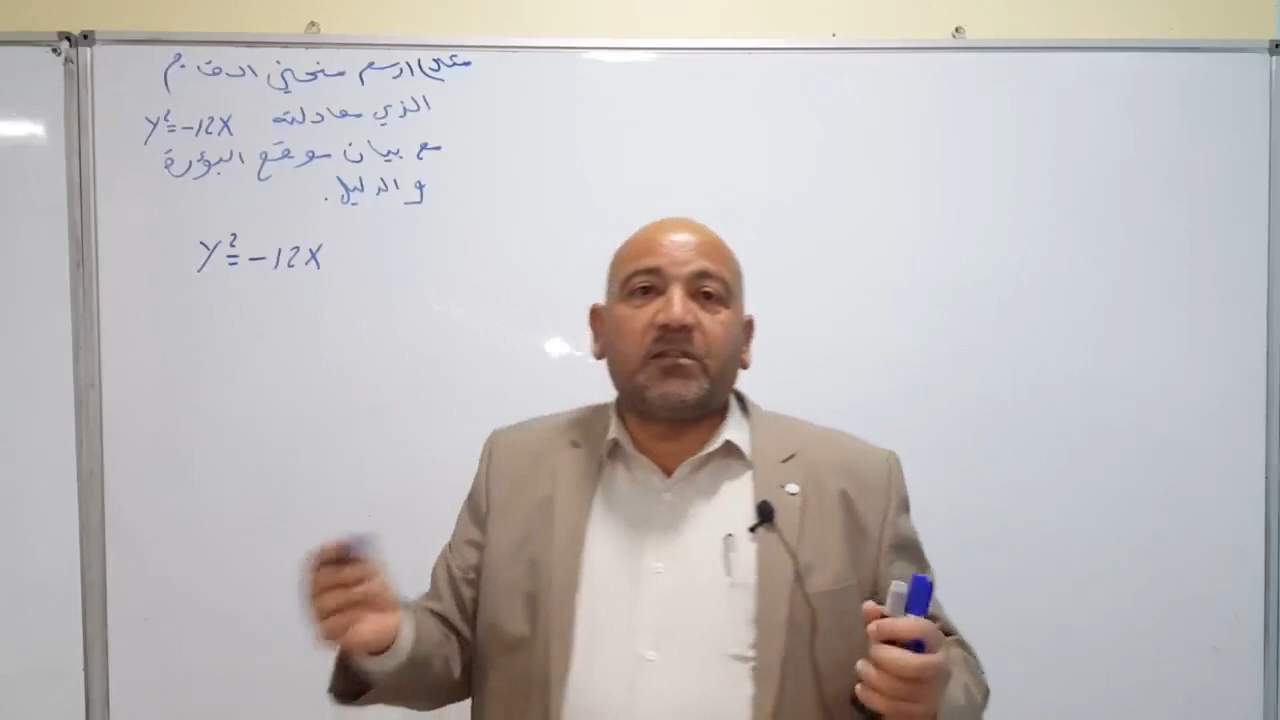 مثال) ارسم منحني القطع م
الذي معادلته y²=-12x
مع بيان موقع البؤرة
والدليل.
y²=-12x